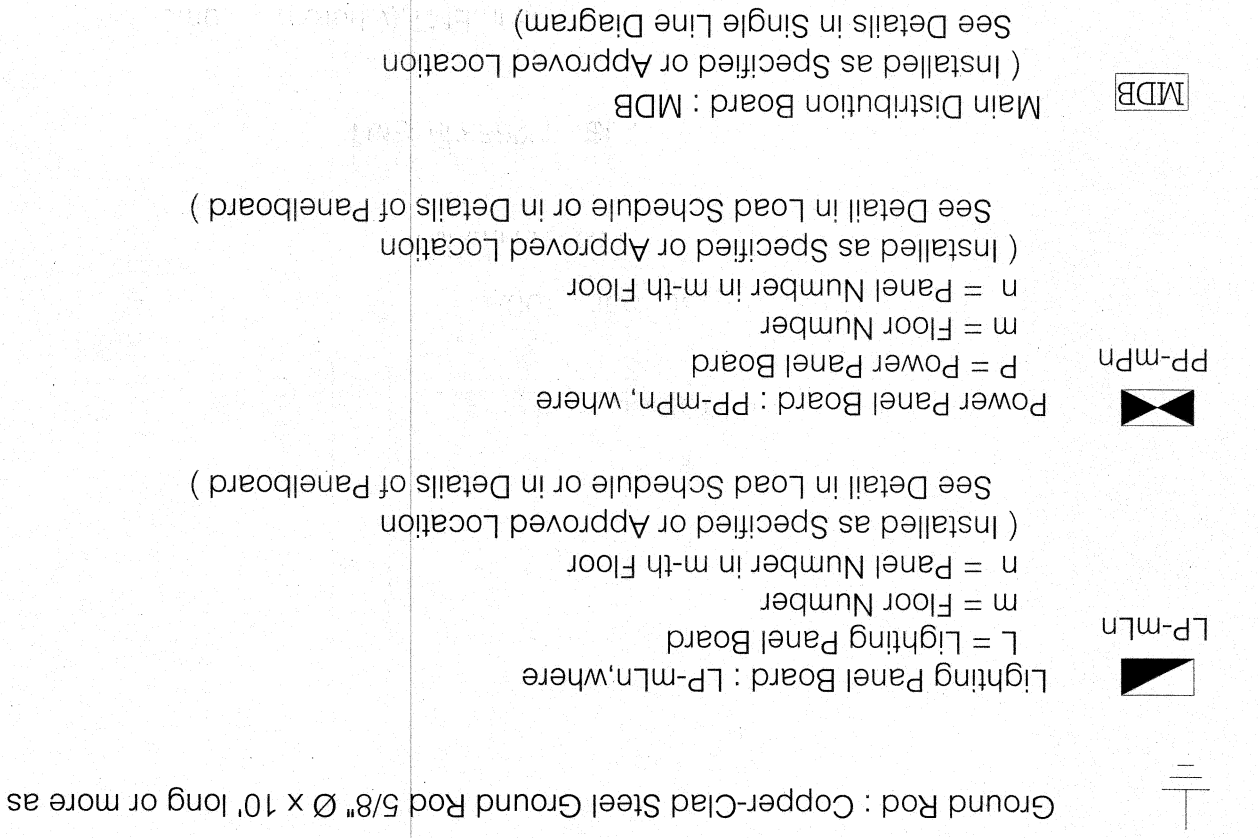 Ground Rod : Copper-Clad Steel Ground Rod 5/8" Ø x 10' long or more as
LP-mLn
Lighting Panel Board : LP-mLn,where
L = Lighting Panel Board
m = Floor Number
n = Panel Number in m-th Floor
( Installed as Specified or Approved Location
See Detail in Load Schedule or in Details of Panelboard )
PP-mPn
Power Panel Board : PP-mPn, where
P = Power Panel Board
m = Floor Number
n = Panel Number in m-th Floor
( Installed as Specified or Approved Location
See Detail in Load Schedule or in Details of Panelboard )
MDB
Main Distribution Board : MDB
( Installed as Specified or Approved Location
See Details in Single Line Diagram)